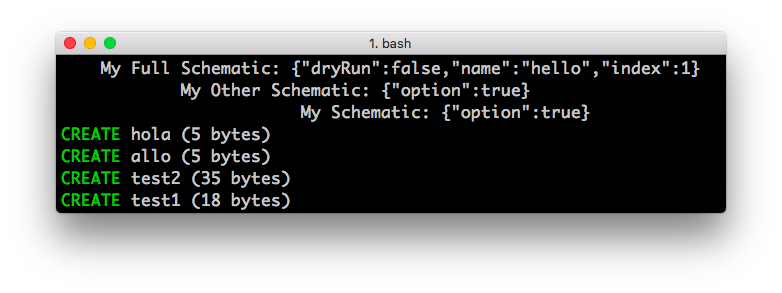 1. bash
My Full Schematic: {"dryRun":false,"name":"hello","index":1}
My Other Schematic: {"option":true}
My Schematic: {"option":true}
CREATE hola (5 bytes)
CREATE allo (5 bytes)
CREATE test2 (35 bytes)
CREATE test1 (18 bytes)